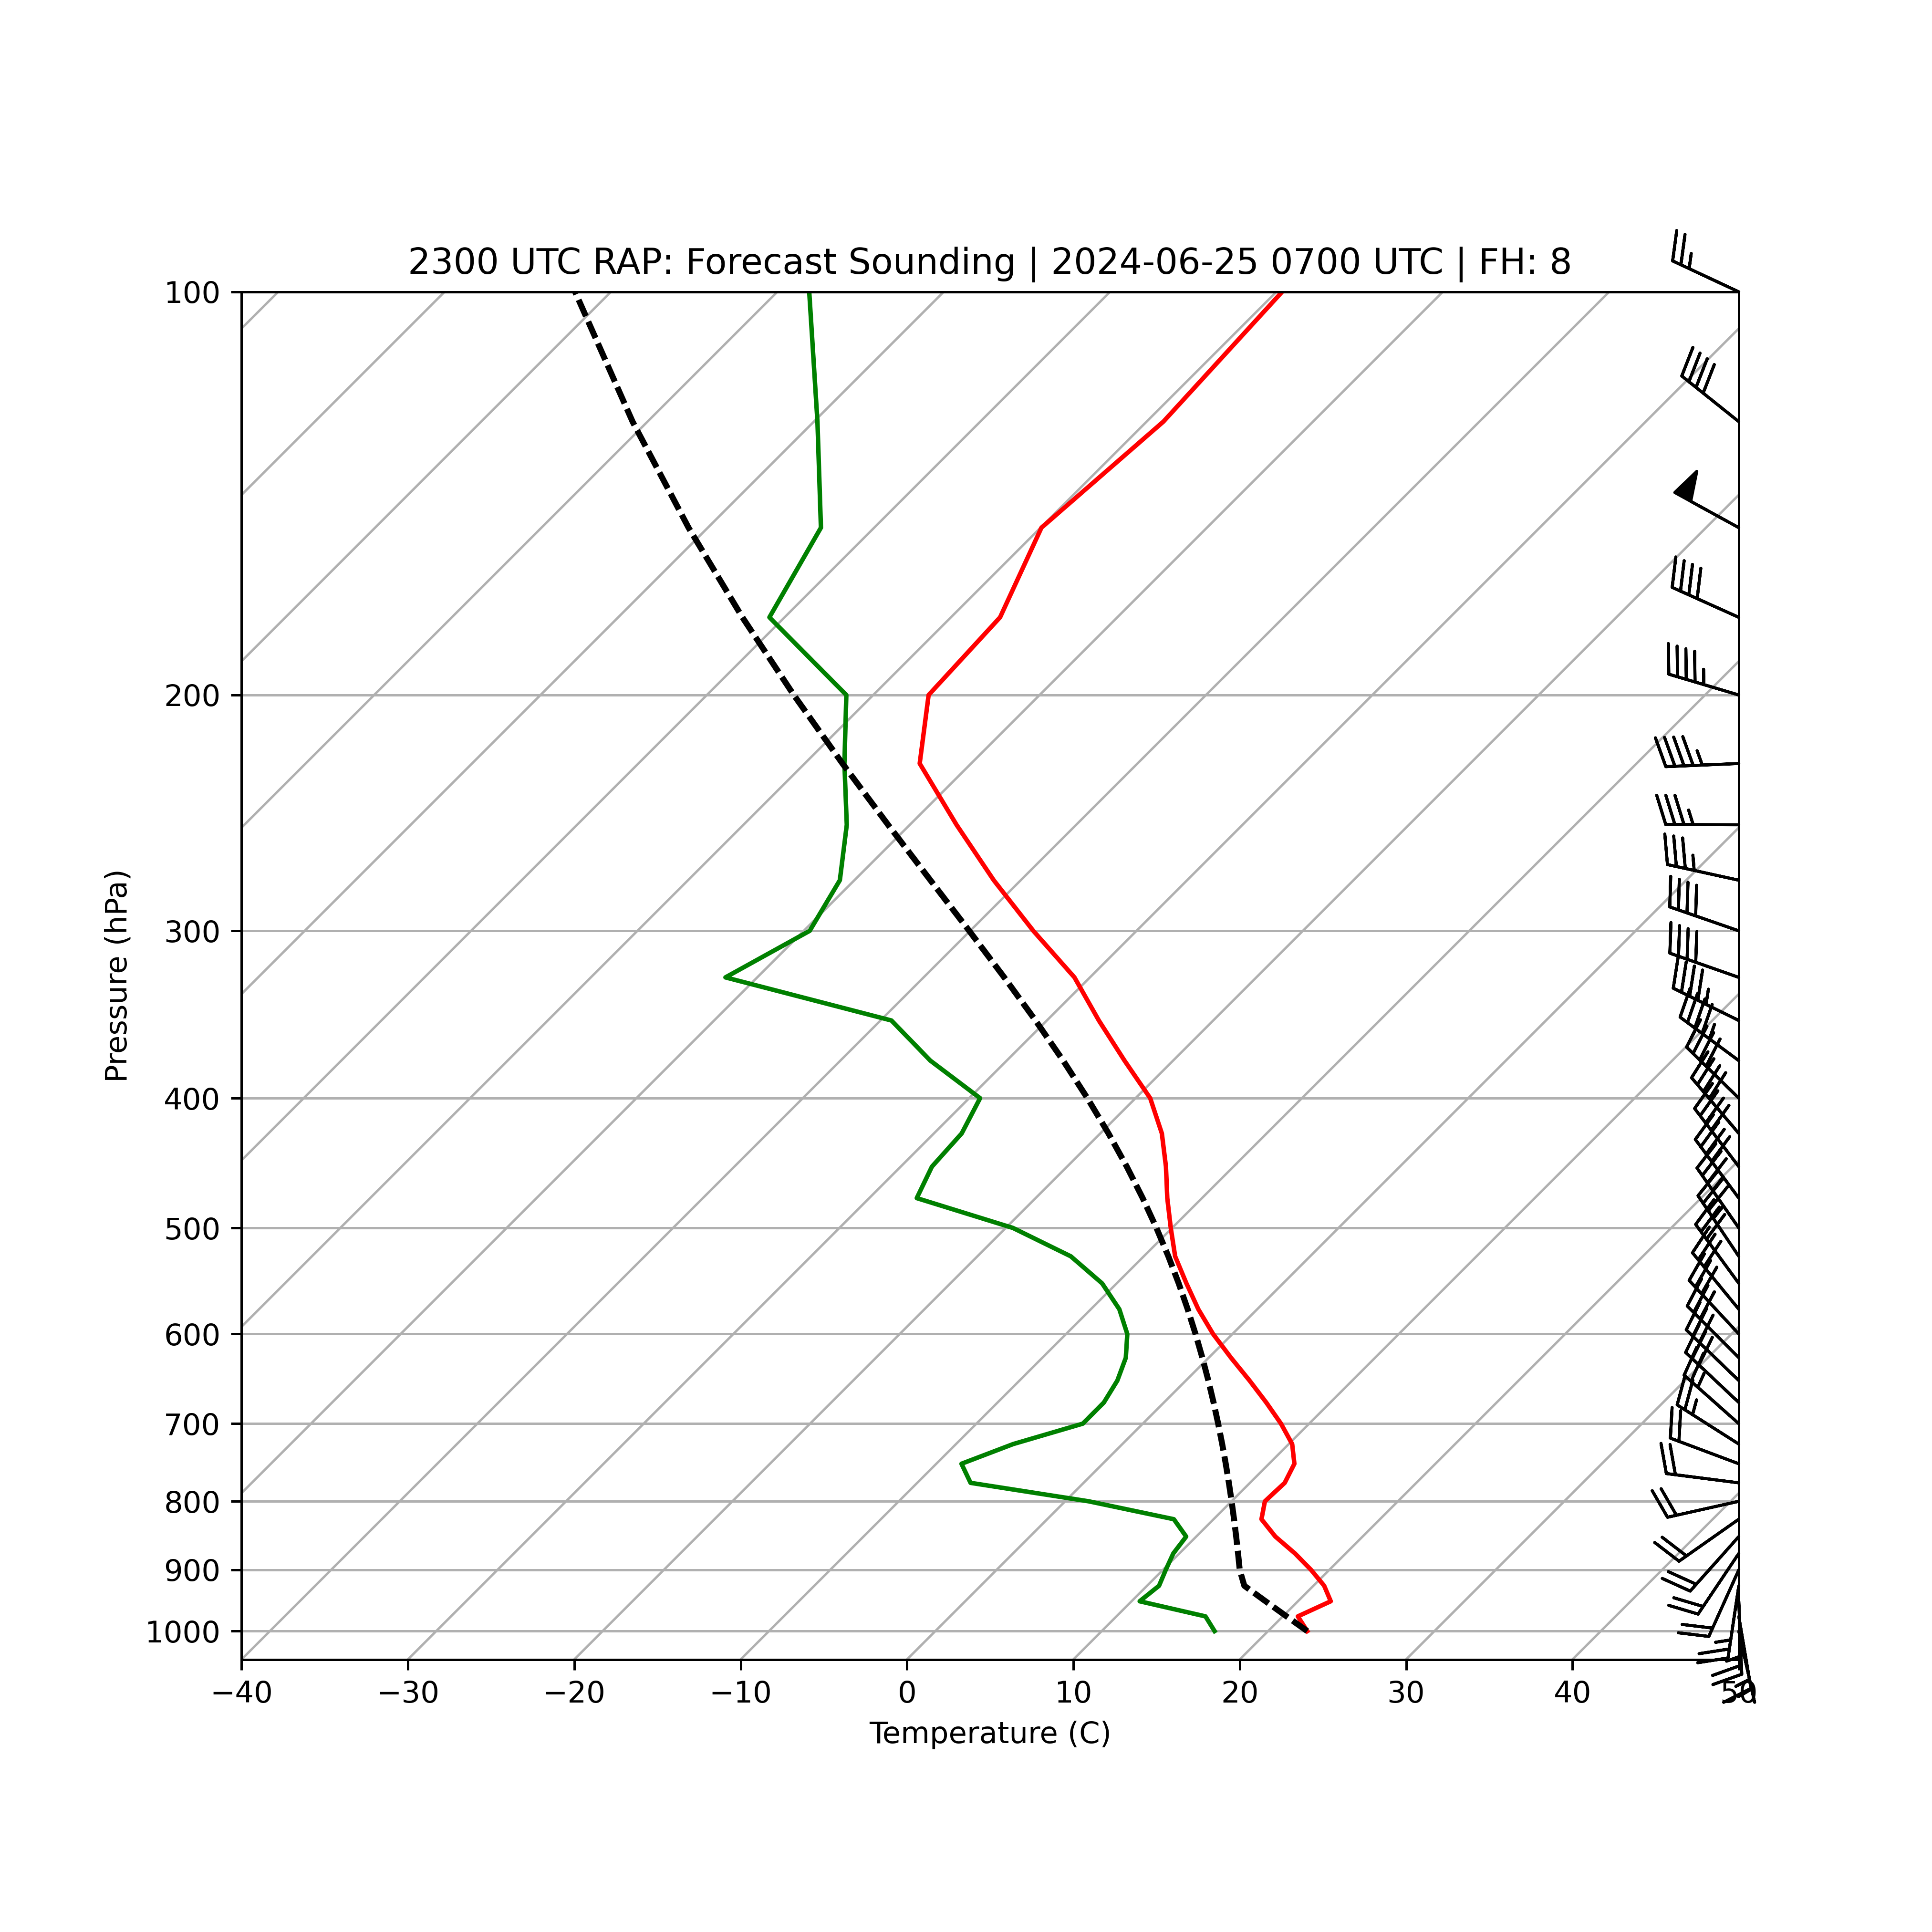 2300 UTC RAP: Forecast Sounding | 2024-06-25 0700 UTC | FH: 8
100
200
300
400
500
600
700
800
900
1000
Pressure (hPa)
−40 −30 −20 −10 0 10 20 30 40 50
Temperature (C)